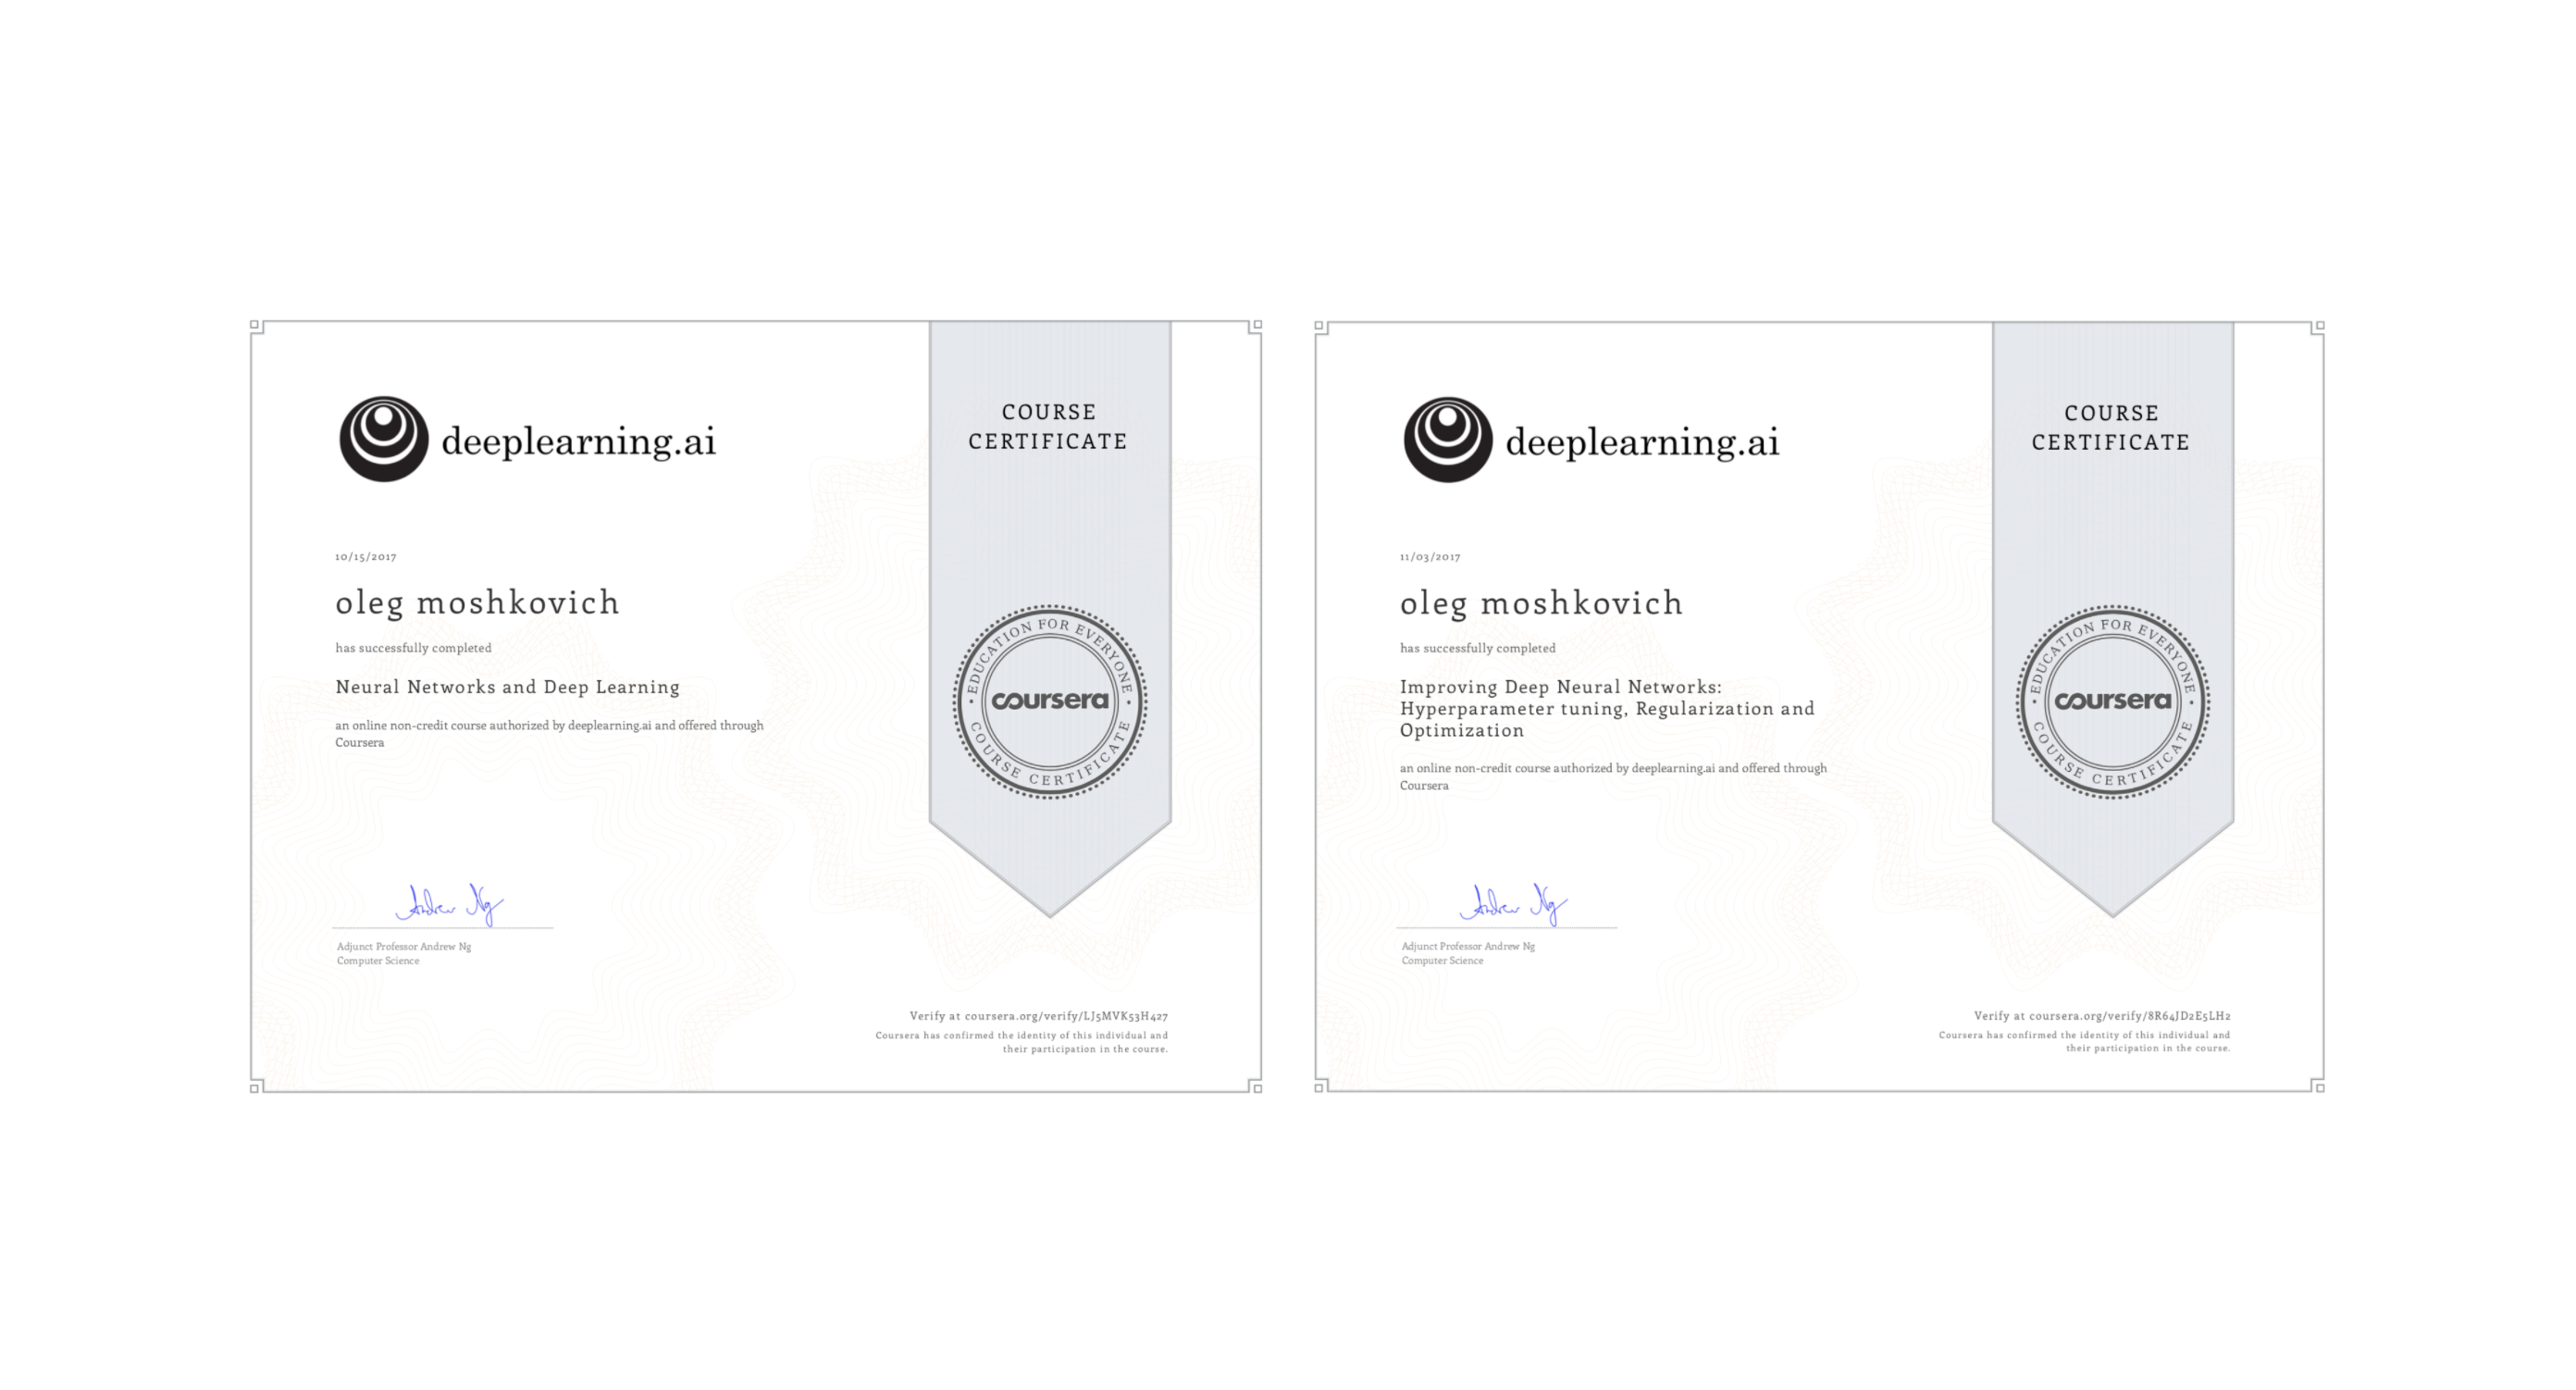 deeplearning.ai
COURSE
CERTIFICATE
10/15/2017
oleg moshkovich
has successfully completed
Neural Networks and Deep Learning
an online non-credit course authorized by deeplearning.ai and offered through
Coursera
EDUCATION FOR EVERYONE
coursera
COURSE CERTIFICATE
Andrew Ng
Adjunct Professor Andrew Ng
Computer Science
Verify at coursera.org/verify/LJ5MVK53H427
Coursera has confirmed the identity of this individual and
their participation in the course.
deeplearning.ai
COURSE
CERTIFICATE
11/03/2017
oleg moshkovich
has successfully completed
Improving Deep Neural Networks:
Hyperparameter tuning, Regularization and
Optimization
an online non-credit course authorized by deeplearning.ai and offered through
Coursera
EDUCATION FOR EVERYONE
coursera
COURSE CERTIFICATE
Andrew Ng
Adjunct Professor Andrew Ng
Computer Science
Verify at coursera.org/verify/8R64JD2E5LH2
Coursera has confirmed the identity of this individual and
their participation in the course.